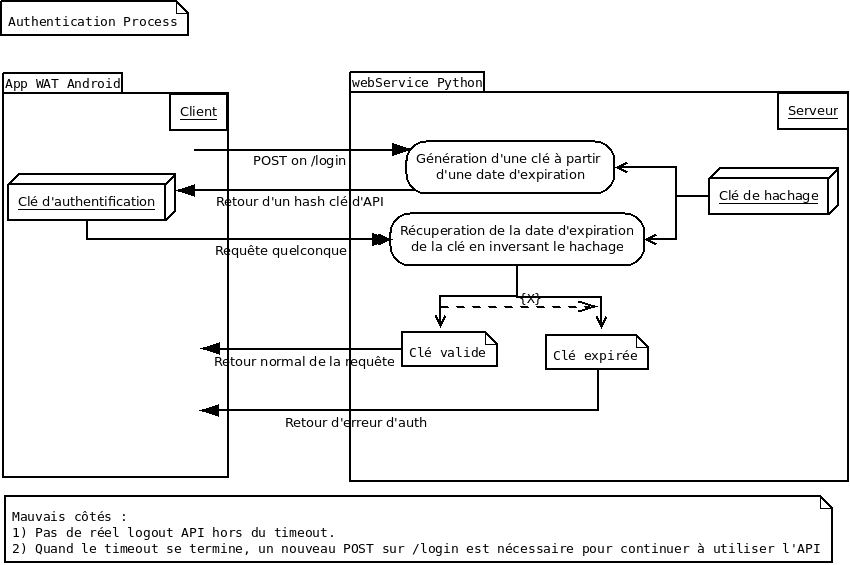 Authentication Process
App WAT Android
webService Python
Client
Serveur
POST on /login
Génération d'une clé à partir
d'une date d'expiration
Clé d'authentification
Retour d'un hash clé d'API
Clé de hachage
Récuperation de la date d'expiration
de la clé en inversant le hachage
Requête quelconque
{X}
Clé valide
Clé expirée
Retour normal de la requête
Retour d'erreur d'auth
Mauvais côtés :
1) Pas de réel logout API hors du timeout.
2) Quand le timeout se termine, un nouveau POST sur /login est nécessaire pour continuer à utiliser l'API